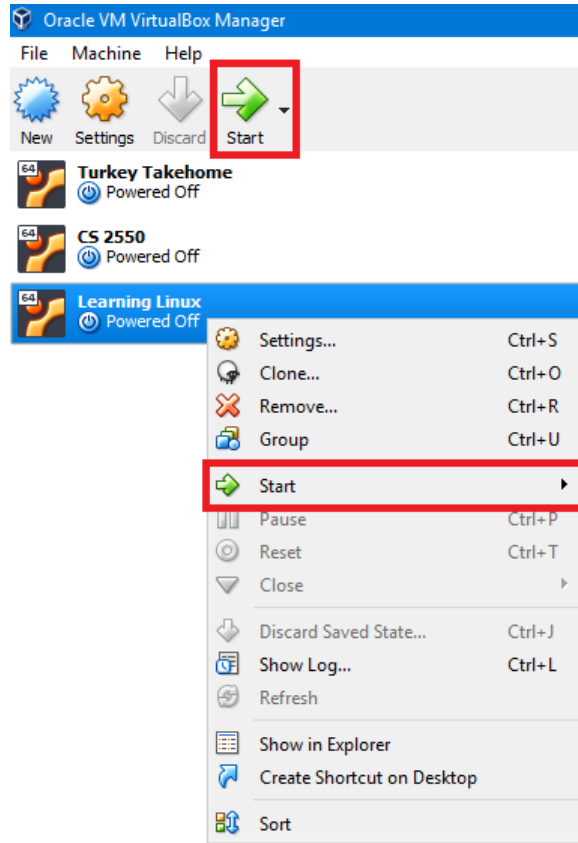 Oracle VM VirtualBox Manager
File Machine Help
New Settings Discard Start
64 Turkey Takehome
Powered Off
64 CS 2550
Powered Off
64 Learning Linux
Powered Off
Settings... Ctrl+S
Clone... Ctrl+O
Remove... Ctrl+R
Group Ctrl+U
Start
Pause Ctrl+P
Reset Ctrl+T
Close
Discard Saved State... Ctrl+J
Show Log... Ctrl+L
Refresh
Show in Explorer
Create Shortcut on Desktop
Sort